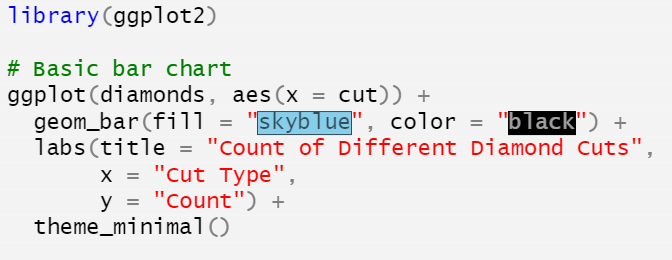 library(ggplot2)
# Basic bar chart
ggplot(diamonds, aes(x = cut)) +
  geom_bar(fill = "skyblue", color = "black") +
  labs(title = "Count of Different Diamond Cuts",
       x = "Cut Type",
       y = "Count") +
  theme_minimal()